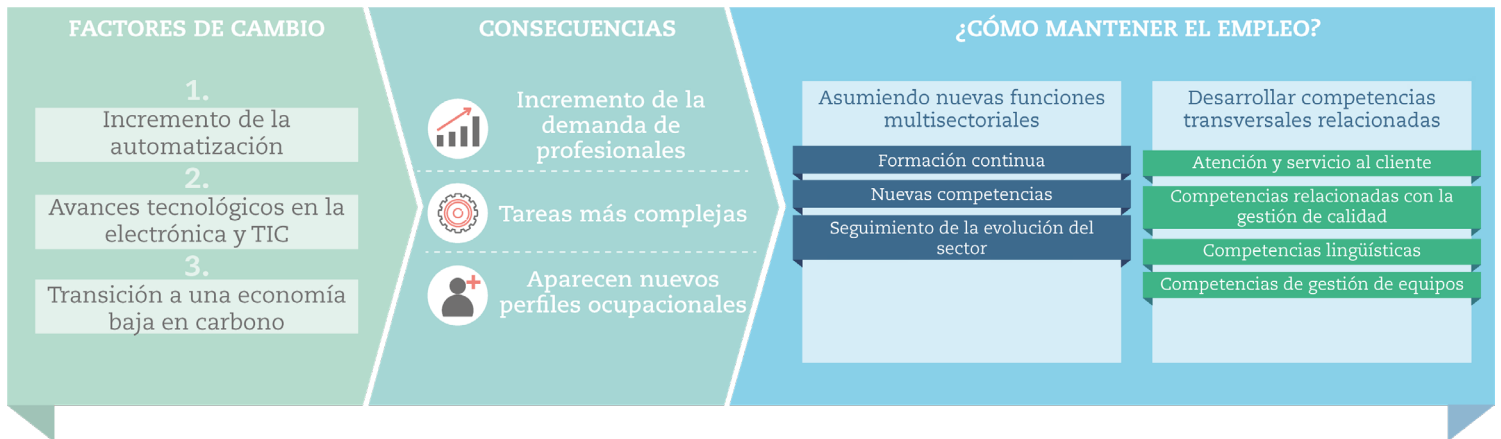 FACTORES DE CAMBIO
1.
Incremento de la
automatización
2.
Avances tecnológicos en la
electrónica y TIC
3.
Transición a una economía
baja en carbono
CONSECUENCIAS
Incremento de la
demanda de
profesionales
Tareas más complejas
Aparecen nuevos
perfiles ocupacionales
¿CÓMO MANTENER EL EMPLEO?
Asumiendo nuevas funciones
multisectoriales
Formación continua
Nuevas competencias
Seguimiento de la evolución del
sector
Desarrollar competencias
transversales relacionadas
Atención y servicio al cliente
Competencias relacionadas con la
gestión de calidad
Competencias lingüísticas
Competencias de gestión de equipos